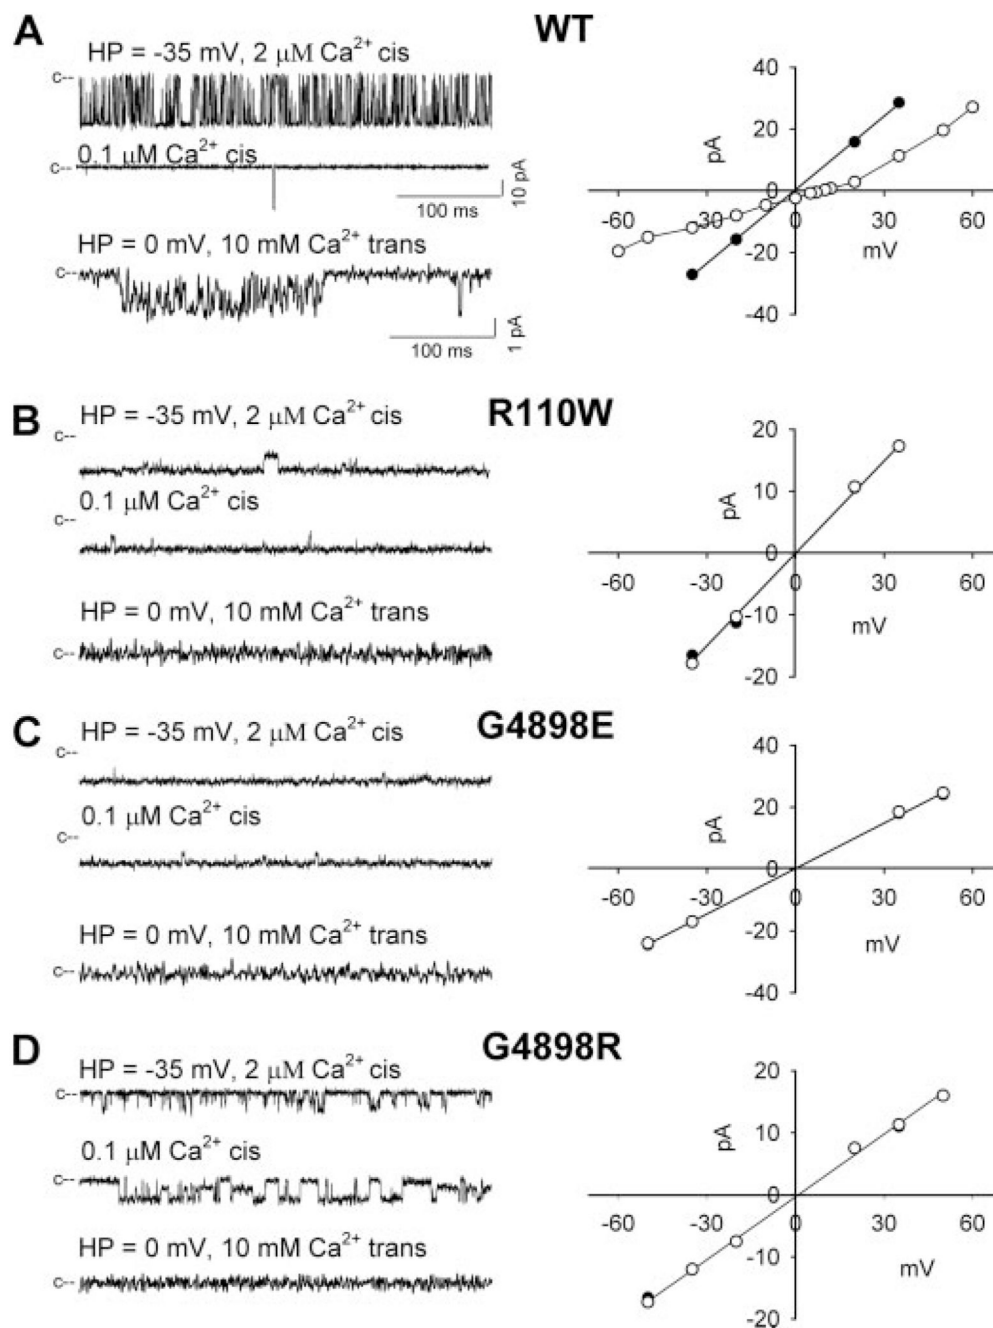 A
WT
HP = -35 mV, 2 μM Ca²⁺ cis
c--
0.1 μM Ca²⁺ cis
c--
100 ms
10 pA
HP = 0 mV, 10 mM Ca²⁺ trans
c--
100 ms
1 pA
40
20
0
-20
-40
pA
-60 -30 0 30 60
mV
B
R110W
HP = -35 mV, 2 μM Ca²⁺ cis
c--
0.1 μM Ca²⁺ cis
c--
HP = 0 mV, 10 mM Ca²⁺ trans
c--
20
10
0
-10
-20
pA
-60 -30 0 30 60
mV
C
G4898E
HP = -35 mV, 2 μM Ca²⁺ cis
c--
0.1 μM Ca²⁺ cis
c--
HP = 0 mV, 10 mM Ca²⁺ trans
c--
40
20
0
-20
-40
pA
-60 -30 0 30 60
mV
D
G4898R
HP = -35 mV, 2 μM Ca²⁺ cis
c--
0.1 μM Ca²⁺ cis
c--
HP = 0 mV, 10 mM Ca²⁺ trans
c--
20
10
0
-10
-20
pA
-60 -30 0 30 60
mV